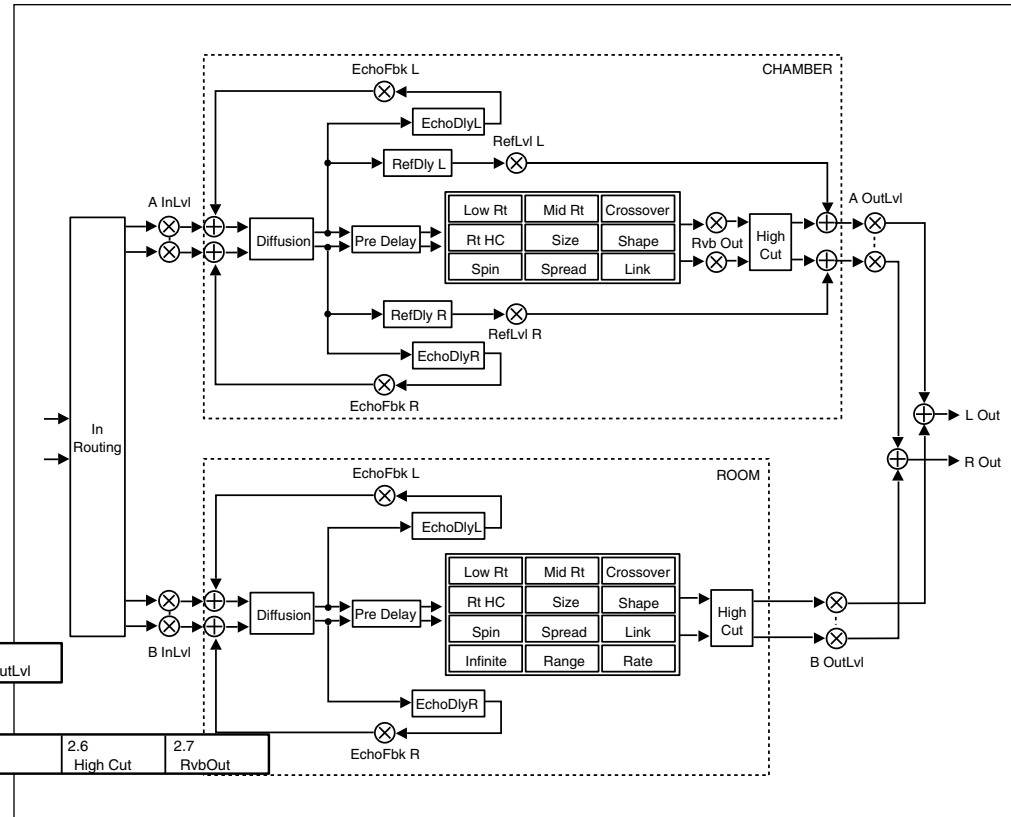 CHAMBER
EchoFbk L
EchoDlyL
RefLvl L
RefDly L
A InLvl
A OutLvl
Low Rt Mid Rt Crossover
Diffusion
Pre Delay
Rt HC Size Shape
Rvb Out
High
Cut
Spin Spread Link
RefDly R
RefLvl R
EchoDlyR
EchoFbk R
In
Routing
L Out
R Out
ROOM
EchoFbk L
EchoDlyL
Low Rt Mid Rt Crossover
Diffusion
Pre Delay
Rt HC Size Shape
High
Cut
Spin Spread Link
B InLvl
Infinite Range Rate
B OutLvl
utLvl
EchoDlyR
EchoFbk R
2.6 2.7
High Cut RvbOut